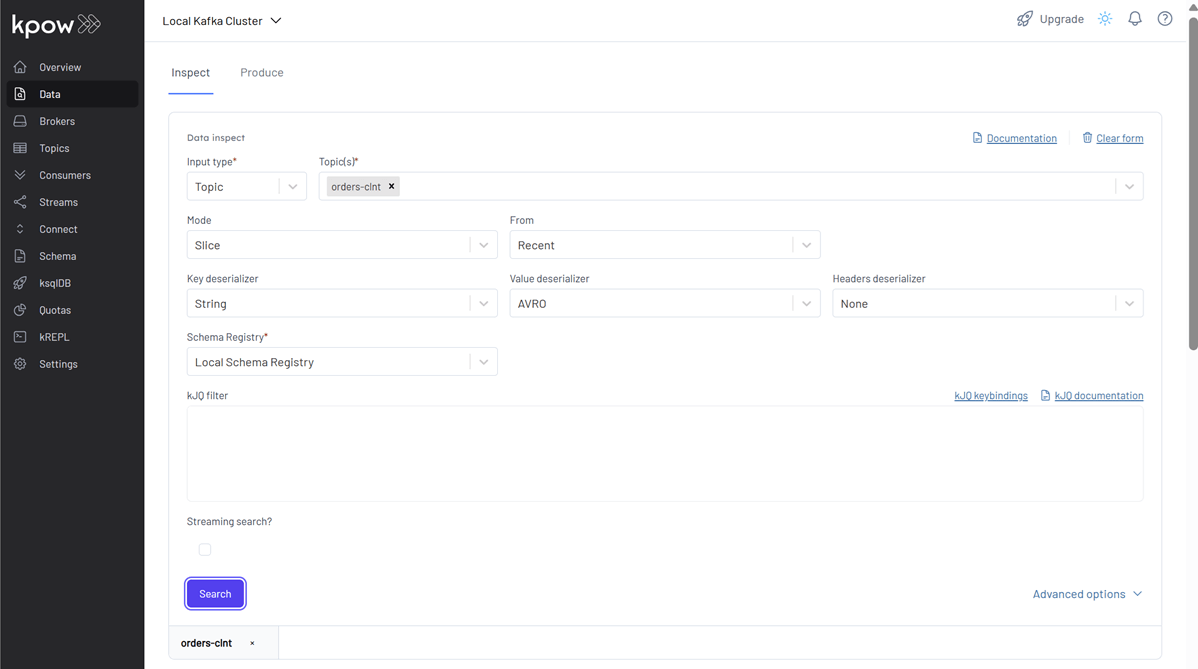 kpow
Local Kafka Cluster
Upgrade
Overview
Data
Brokers
Topics
Consumers
Streams
Connect
Schema
ksqlDB
Quotas
kREPL
Settings
Inspect Produce
Data inspect Documentation Clear form
Input type* Topic(s)*
Topic orders-clnt ×
Mode From
Slice Recent
Key deserializer Value deserializer Headers deserializer
String AVRO None
Schema Registry*
Local Schema Registry
kJQ filter kJQ keybindings kJQ documentation
Streaming search?
Search Advanced options
orders-clnt ×